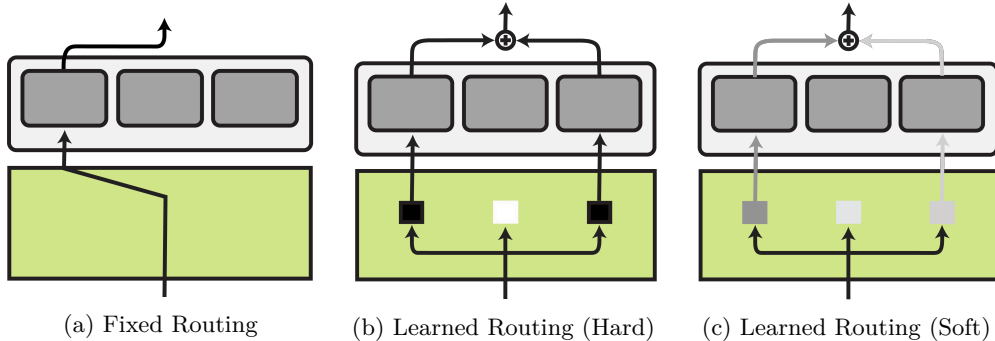 (a) Fixed Routing
(b) Learned Routing (Hard)
(c) Learned Routing (Soft)